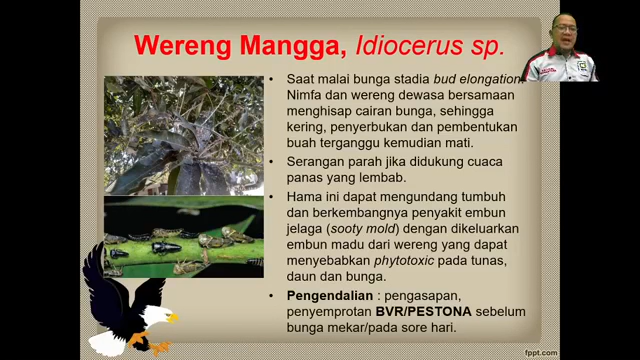 Wereng Mangga, Idiocerus sp.
• Saat malai bunga stadia bud elongation.
Nimfa dan wereng dewasa bersamaan
menghisap cairan bunga, sehingga
kering, penyerbukan dan pembentukan
buah terganggu kemudian mati.
• Serangan parah jika didukung cuaca
panas yang lembab.
• Hama ini dapat mengundang tumbuh
dan berkembangnya penyakit embun
jelaga (sooty mold) dengan dikeluarkan
embun madu dari wereng yang dapat
menyebabkan phytotoxic pada tunas,
daun dan bunga.
• Pengendalian : pengasapan,
penyemprotan BVR/PESTONA sebelum
bunga mekar/pada sore hari.
fppt.com